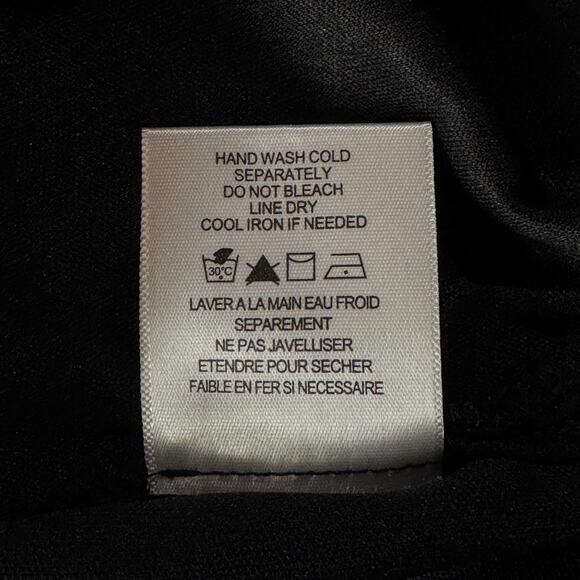 HAND WASH COLD
SEPARATELY
DO NOT BLEACH
LINE DRY
COOL IRON IF NEEDED
30°C
LAVER A LA MAIN EAU FROID
SEPAREMENT
NE PAS JAVELLISER
ETENDRE POUR SECHER
FAIBLE EN FER SI NECESSAIRE